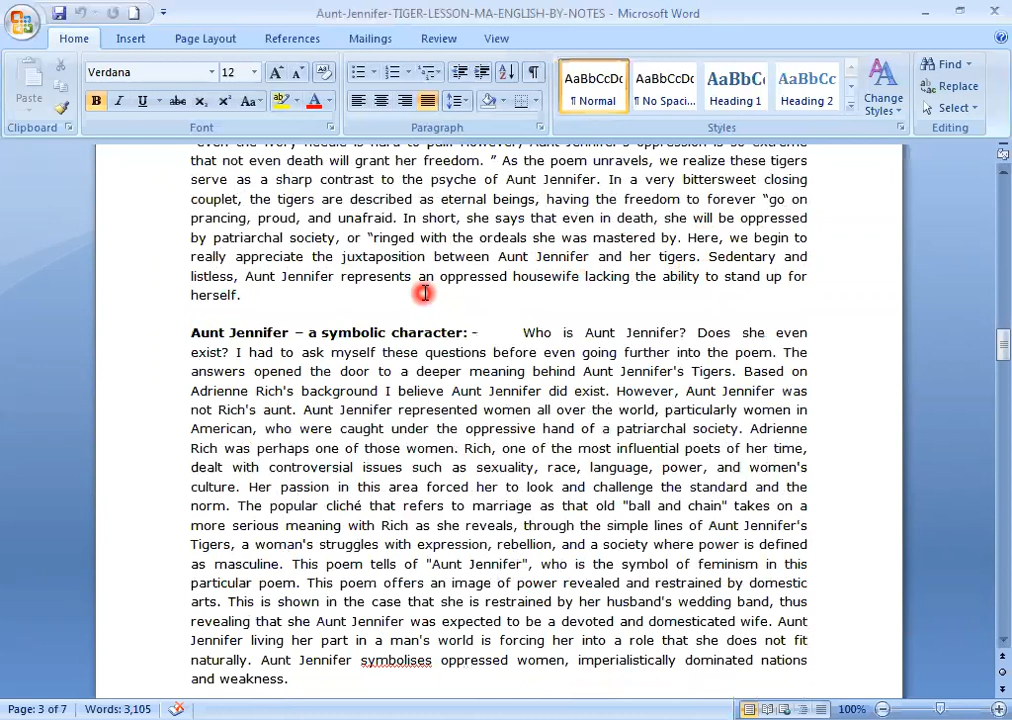 Aunt-Jennifer-TIGER-LESSON-MA-ENGLISH-BY-NOTES - Microsoft Word
Home Insert Page Layout References Mailings Review View
Paste
Clipboard
Verdana 12
B I U abc X₂ X² Aa A
Font
Paragraph
AaBbCcDc AaBbCcDc AaBbC AaBbCc
¶ Normal ¶ No Spaci... Heading 1 Heading 2
Change Styles
Styles
Find
Replace
Select
Editing
"even the ivory needle is hard to pull" However, Aunt Jennifer's oppression is so extreme
that not even death will grant her freedom. ” As the poem unravels, we realize these tigers
serve as a sharp contrast to the psyche of Aunt Jennifer. In a very bittersweet closing
couplet, the tigers are described as eternal beings, having the freedom to forever “go on
prancing, proud, and unafraid. In short, she says that even in death, she will be oppressed
by patriarchal society, or “ringed with the ordeals she was mastered by. Here, we begin to
really appreciate the juxtaposition between Aunt Jennifer and her tigers. Sedentary and
listless, Aunt Jennifer represents an oppressed housewife lacking the ability to stand up for
herself.
Aunt Jennifer – a symbolic character: - Who is Aunt Jennifer? Does she even
exist? I had to ask myself these questions before even going further into the poem. The
answers opened the door to a deeper meaning behind Aunt Jennifer's Tigers. Based on
Adrienne Rich's background I believe Aunt Jennifer did exist. However, Aunt Jennifer was
not Rich's aunt. Aunt Jennifer represented women all over the world, particularly women in
American, who were caught under the oppressive hand of a patriarchal society. Adrienne
Rich was perhaps one of those women. Rich, one of the most influential poets of her time,
dealt with controversial issues such as sexuality, race, language, power, and women's
culture. Her passion in this area forced her to look and challenge the standard and the
norm. The popular cliché that refers to marriage as that old "ball and chain" takes on a
more serious meaning with Rich as she reveals, through the simple lines of Aunt Jennifer's
Tigers, a woman's struggles with expression, rebellion, and a society where power is defined
as masculine. This poem tells of "Aunt Jennifer", who is the symbol of feminism in this
particular poem. This poem offers an image of power revealed and restrained by domestic
arts. This is shown in the case that she is restrained by her husband's wedding band, thus
revealing that she Aunt Jennifer was expected to be a devoted and domesticated wife. Aunt
Jennifer living her part in a man's world is forcing her into a role that she does not fit
naturally. Aunt Jennifer symbolises oppressed women, imperialistically dominated nations
and weakness.
Page: 3 of 7 Words: 3,105 100%